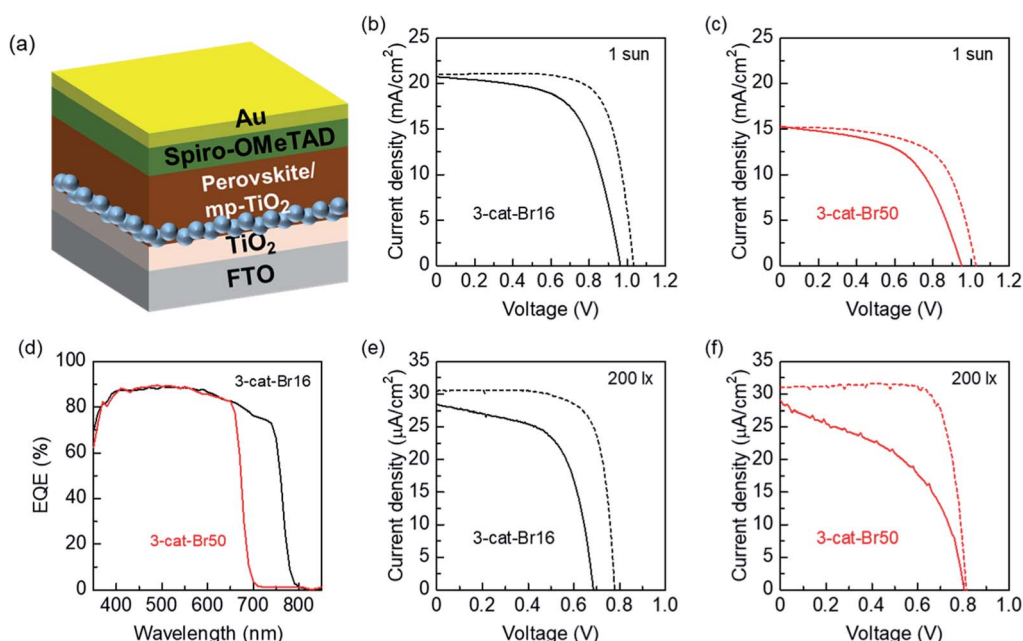 (a)
Au
Spiro-OMeTAD
Perovskite/
mp-TiO₂
TiO₂
FTO
(b)
25
20
15
10
5
0
Current density (mA/cm²)
1 sun
3-cat-Br16
0 0.2 0.4 0.6 0.8 1.0 1.2
Voltage (V)
(c)
25
20
15
10
5
0
Current density (mA/cm²)
1 sun
3-cat-Br50
0 0.2 0.4 0.6 0.8 1.0 1.2
Voltage (V)
(d)
100
80
60
40
20
0
EQE (%)
3-cat-Br16
3-cat-Br50
400 500 600 700 800
Wavelength (nm)
(e)
35
30
25
20
15
10
5
0
Current density (μA/cm²)
200 lx
3-cat-Br16
0 0.2 0.4 0.6 0.8 1.0
Voltage (V)
(f)
35
30
25
20
15
10
5
0
Current density (μA/cm²)
200 lx
3-cat-Br50
0 0.2 0.4 0.6 0.8 1.0
Voltage (V)